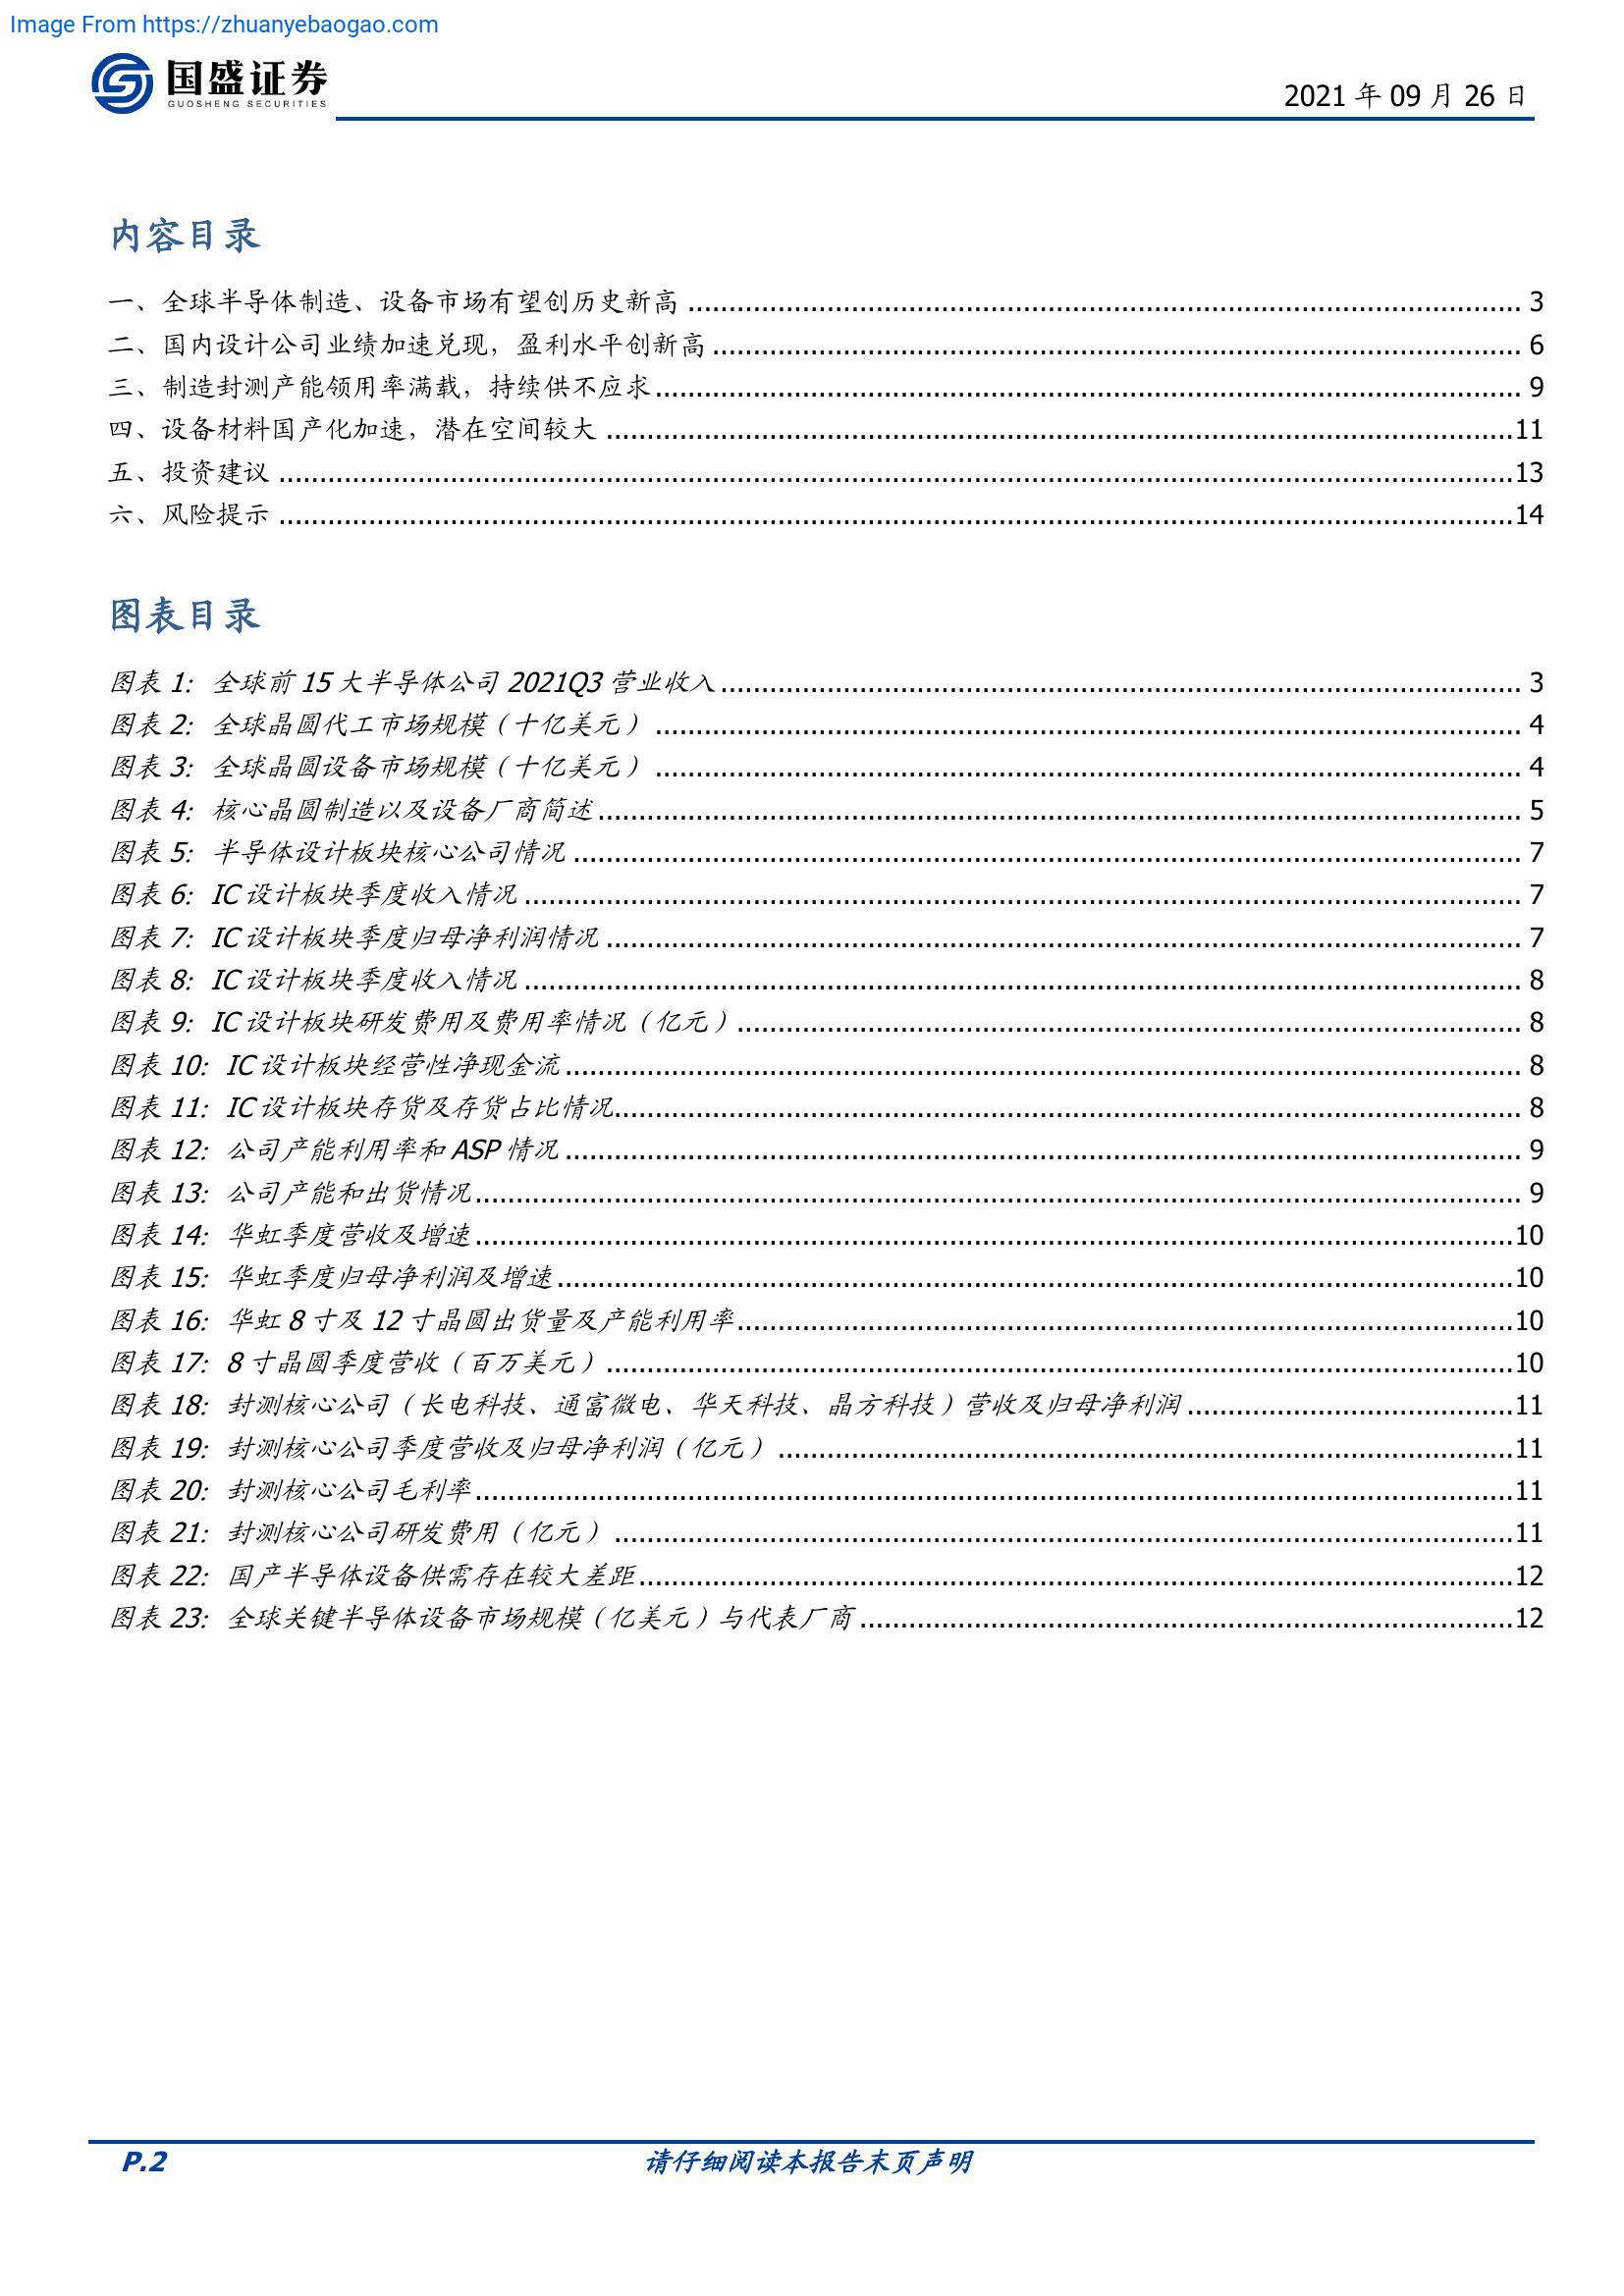 Image From https://zhuanyebaogao.com
国盛证券
GUOSHENG SECURITIES
2021 年 09 月 26 日
内容目录
一、全球半导体制造、设备市场有望创历史新高 3
二、国内设计公司业绩加速兑现，盈利水平创新高 6
三、制造封测产能领用率满载，持续供不应求 9
四、设备材料国产化加速，潜在空间较大 11
五、投资建议 13
六、风险提示 14
图表目录
图表 1: 全球前 15 大半导体公司 2021Q3 营业收入 3
图表 2: 全球晶圆代工市场规模（十亿美元） 4
图表 3: 全球晶圆设备市场规模（十亿美元） 4
图表 4: 核心晶圆制造以及设备厂商简述 5
图表 5: 半导体设计板块核心公司情况 7
图表 6: IC 设计板块季度收入情况 7
图表 7: IC 设计板块季度归母净利润情况 7
图表 8: IC 设计板块季度收入情况 8
图表 9: IC 设计板块研发费用及费用率情况（亿元） 8
图表 10: IC 设计板块经营性净现金流 8
图表 11: IC 设计板块存货及存货占比情况 8
图表 12: 公司产能利用率和 ASP 情况 9
图表 13: 公司产能和出货情况 9
图表 14: 华虹季度营收及增速 10
图表 15: 华虹季度归母净利润及增速 10
图表 16: 华虹 8 寸及 12 寸晶圆出货量及产能利用率 10
图表 17: 8 寸晶圆季度营收（百万美元） 10
图表 18: 封测核心公司（长电科技、通富微电、华天科技、晶方科技）营收及归母净利润 11
图表 19: 封测核心公司季度营收及归母净利润（亿元） 11
图表 20: 封测核心公司毛利率 11
图表 21: 封测核心公司研发费用（亿元） 11
图表 22: 国产半导体设备供需存在较大差距 12
图表 23: 全球关键半导体设备市场规模（亿美元）与代表厂商 12
P.2
请仔细阅读本报告末页声明